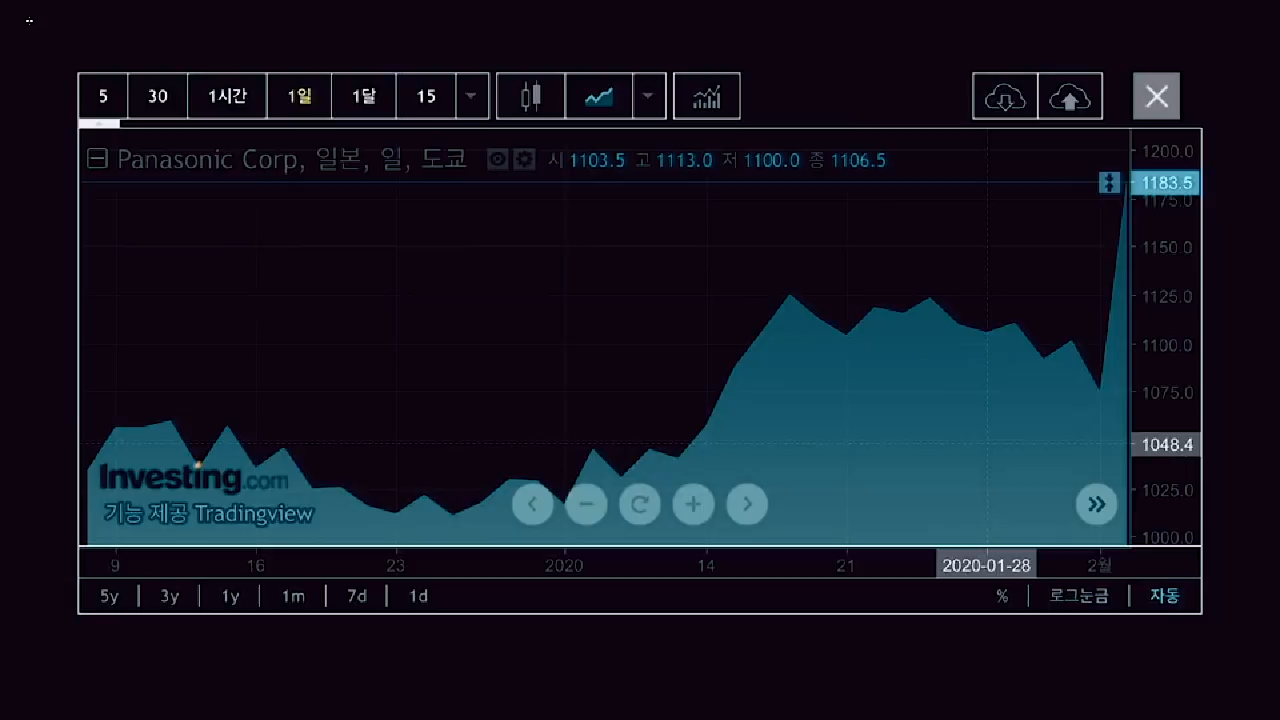 5 30 1시간 1일 1달 15
Panasonic Corp, 일본, 일, 도쿄 시 1103.5 고 1113.0 저 1100.0 종 1106.5
1200.0
1183.5
1175.0
1150.0
1125.0
1100.0
1075.0
1048.4
1025.0
1000.0
Investing.com
기능 제공 Tradingview
9 16 23 2020 14 21 2020-01-28 2월
5y 3y 1y 1m 7d 1d % 로그눈금 자동